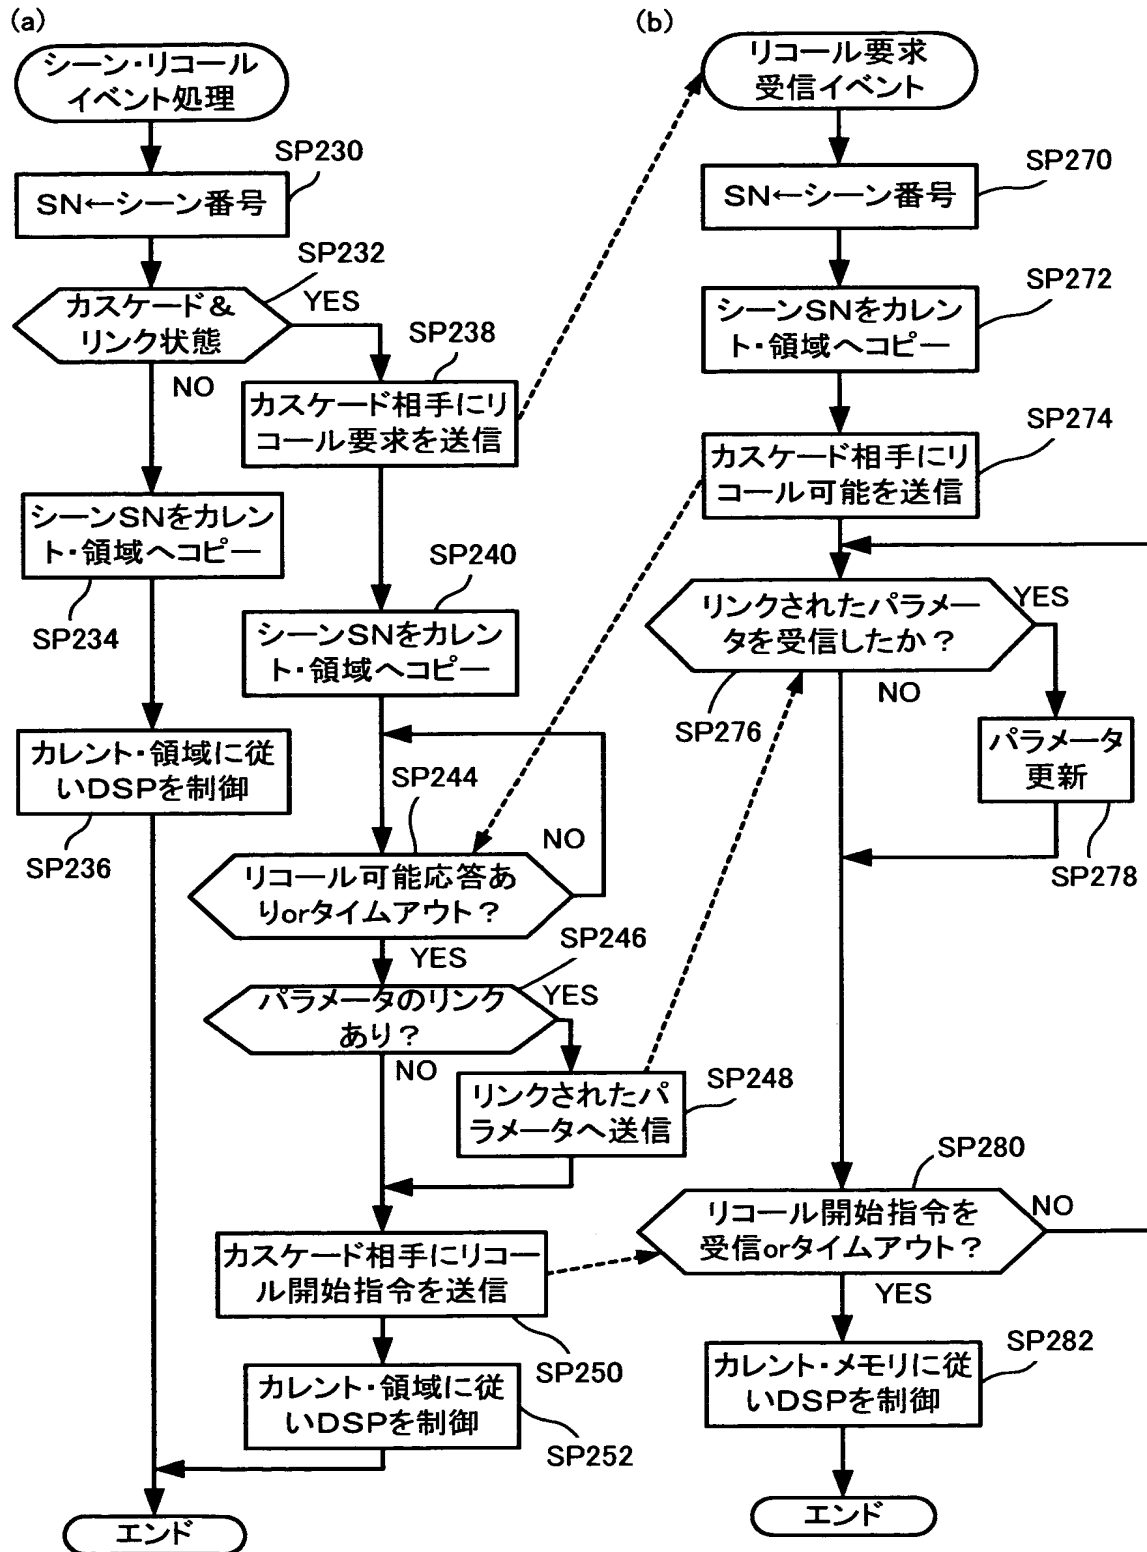 (a)
シーン・リコール
イベント処理
SP230
SN←シーン番号
SP232
カスケード&
リンク状態
YES
NO
SP238
カスケード相手にリ
コール要求を送信
シーンSNをカレン
ト・領域へコピー
SP234
SP240
シーンSNをカレン
ト・領域へコピー
カレント・領域に従
いDSPを制御
SP236
SP244
NO
リコール可能応答あ
りorタイムアウト?
YES
SP246
パラメータのリンク
あり?
YES
NO
SP248
リンクされたパ
ラメータへ送信
カスケード相手にリコー
ル開始指令を送信
SP250
カレント・領域に従
いDSPを制御
SP252
エンド
(b)
リコール要求
受信イベント
SP270
SN←シーン番号
SP272
シーンSNをカレン
ト・領域へコピー
SP274
カスケード相手にリ
コール可能を送信
リンクされたパラメー
タを受信したか?
YES
NO
SP276
パラメータ
更新
SP278
SP280
リコール開始指令を
受信orタイムアウト?
NO
YES
SP282
カレント・メモリに従
いDSPを制御
エンド